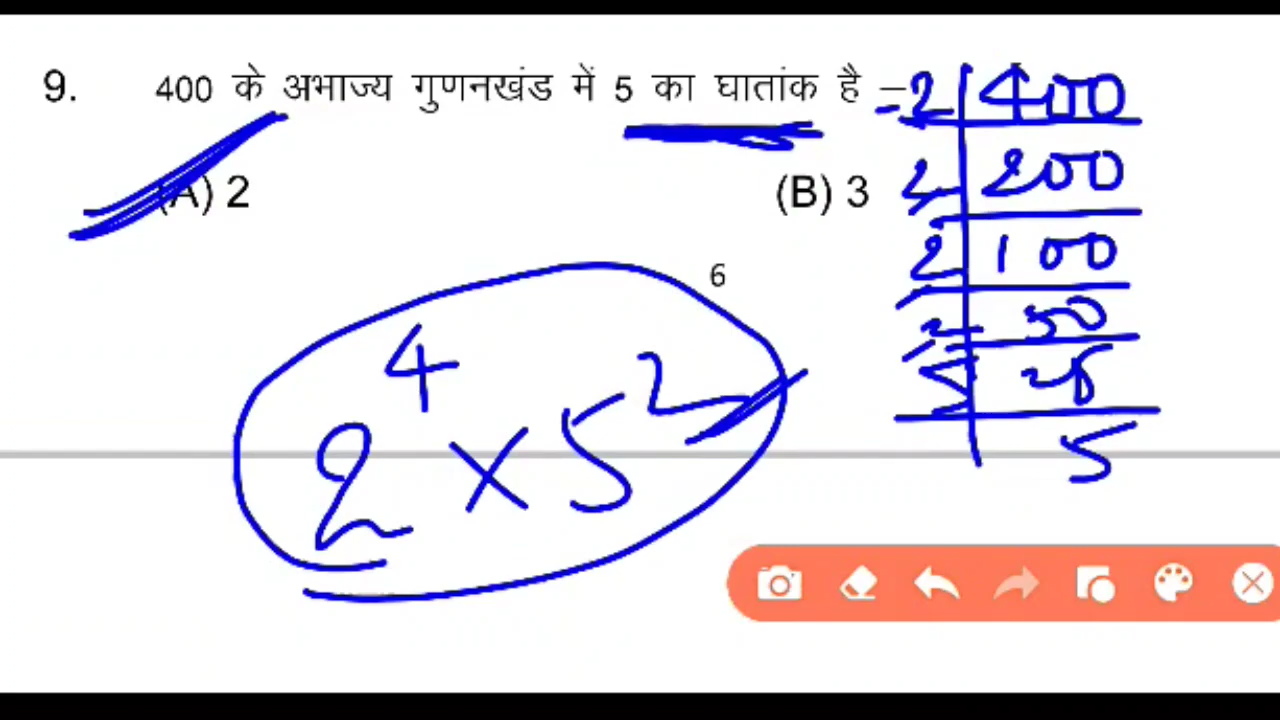 9. 400 के अभाज्य गुणनखंड में 5 का घातांक है –
(A) 2 (B) 3
6
2⁴ × 5²
2 | 400
2 | 200
2 | 100
2 | 50
5 | 25
5